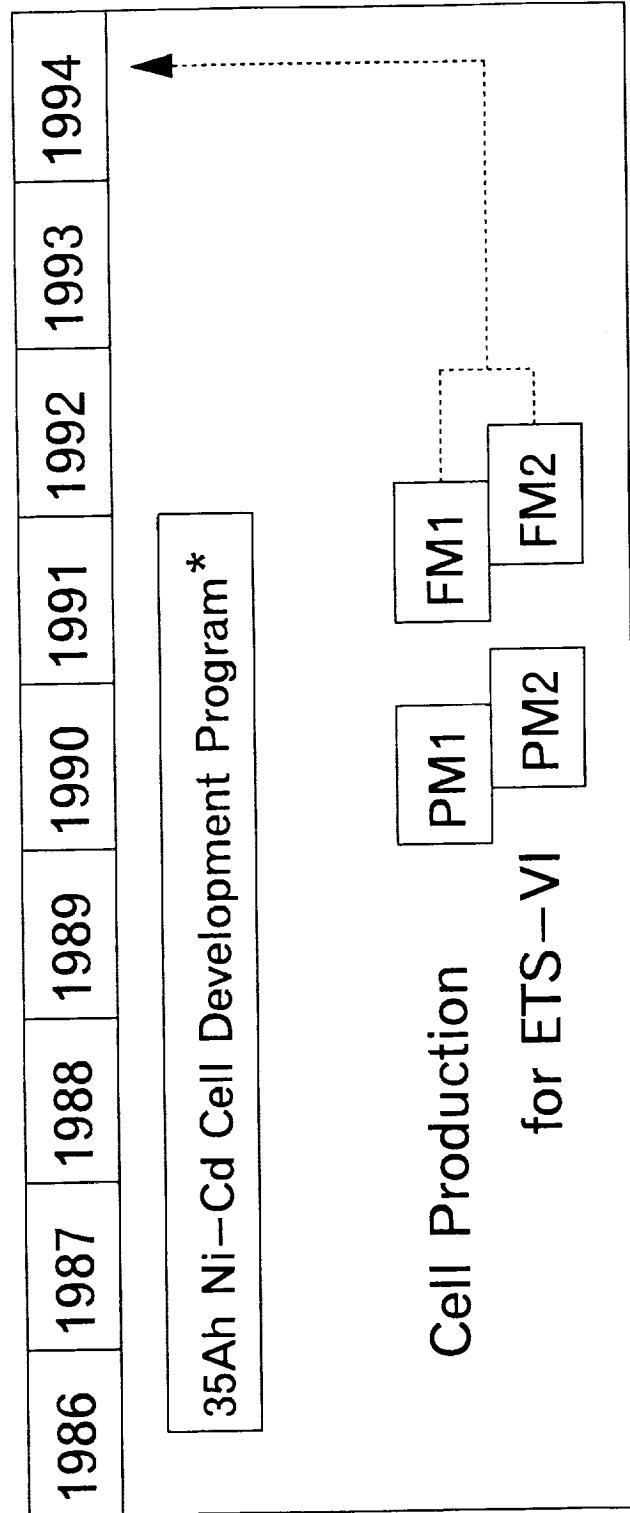 1986 1987 1988 1989 1990 1991 1992 1993 1994
35Ah Ni–Cd Cell Development Program*
Cell Production
for ETS–VI
PM1
PM2
FM1
FM2